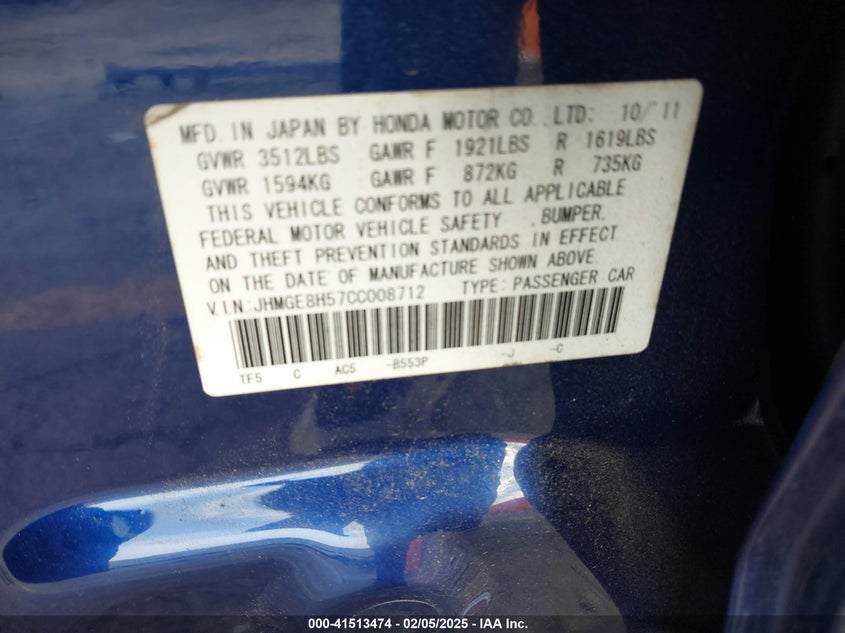 MFD. IN JAPAN BY HONDA MOTOR CO., LTD: 10/'11
GVWR 3512LBS GAWR F 1921LBS R 1619LBS
GVWR 1594KG GAWR F 872KG R 735KG
THIS VEHICLE CONFORMS TO ALL APPLICABLE
FEDERAL MOTOR VEHICLE SAFETY , BUMPER,
AND THEFT PREVENTION STANDARDS IN EFFECT
ON THE DATE OF MANUFACTURE SHOWN ABOVE.
V.I.N.:JHMGE8H57CC008712 TYPE: PASSENGER CAR
TF5 C AC5 -B553P -J -C
000-41513474 — 02/05/2025 — IAA Inc.